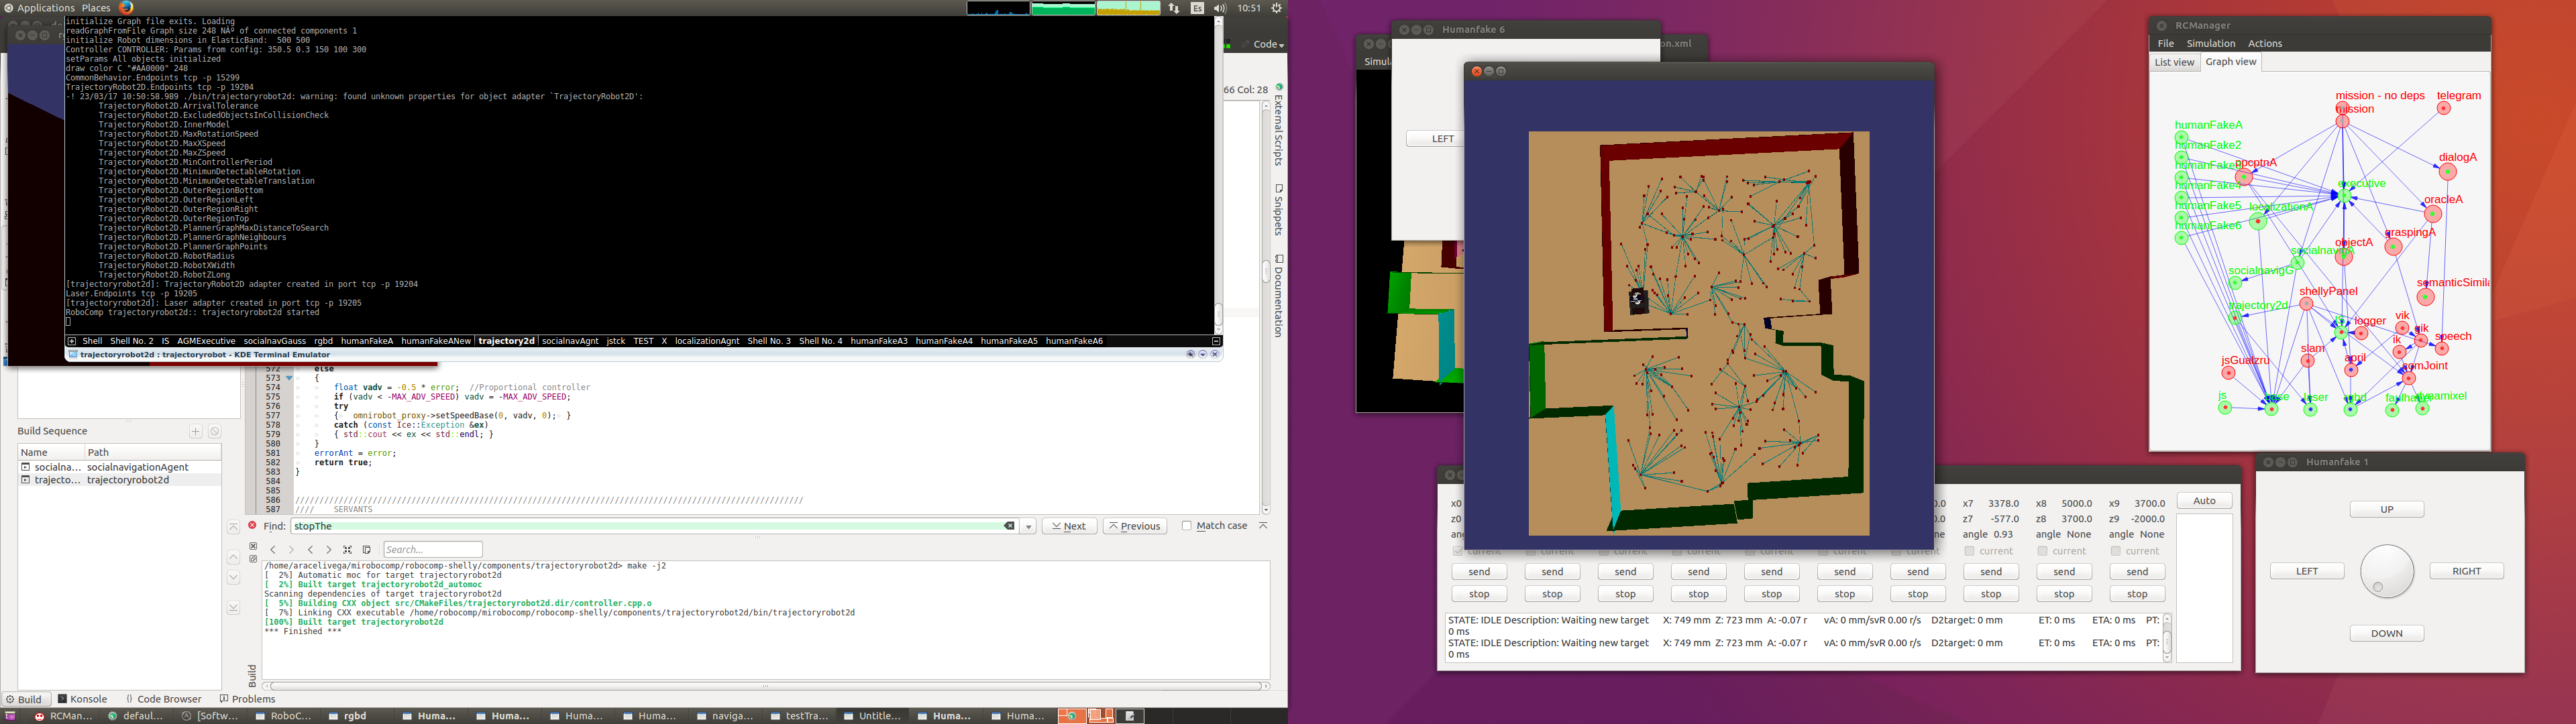 Applications Places
Es 10:51
initialize Graph file exits. Loading
readGraphFromFile Graph size 248 NÂº of connected components 1
initialize Robot dimensions in ElasticBand:  500 500
Controller CONTROLLER: Params from config: 350.5 0.3 150 100 300
setParams All objects initialized
draw color C "#AA0000" 248
CommonBehavior.Endpoints tcp -p 15299
TrajectoryRobot2D.Endpoints tcp -p 19204
-! 23/03/17 10:50:58.989 ./bin/trajectoryrobot2d: warning: found unknown properties for object adapter `TrajectoryRobot2D':
TrajectoryRobot2D.ArrivalTolerance
TrajectoryRobot2D.ExcludedObjectsInCollisionCheck
TrajectoryRobot2D.InnerModel
TrajectoryRobot2D.MaxRotationSpeed
TrajectoryRobot2D.MaxXSpeed
TrajectoryRobot2D.MaxZSpeed
TrajectoryRobot2D.MinControllerPeriod
TrajectoryRobot2D.MinimunDetectableRotation
TrajectoryRobot2D.MinimunDetectableTranslation
TrajectoryRobot2D.OuterRegionBottom
TrajectoryRobot2D.OuterRegionLeft
TrajectoryRobot2D.OuterRegionRight
TrajectoryRobot2D.OuterRegionTop
TrajectoryRobot2D.PlannerGraphMaxDistanceToSearch
TrajectoryRobot2D.PlannerGraphNeighbours
TrajectoryRobot2D.PlannerGraphPoints
TrajectoryRobot2D.RobotRadius
TrajectoryRobot2D.RobotXWidth
TrajectoryRobot2D.RobotZLong
[trajectoryrobot2d]: TrajectoryRobot2D adapter created in port tcp -p 19204
Laser.Endpoints tcp -p 19205
[trajectoryrobot2d]: Laser adapter created in port tcp -p 19205
RoboComp trajectoryrobot2d:: trajectoryrobot2d started
Shell Shell No. 2 IS AGMExecutive socialnavGauss rgbd humanFakeA humanFakeANew trajectory2d socialnavAgnt jstck TEST X localizationAgnt Shell No. 3 Shell No. 4 humanFakeA3 humanFakeA4 humanFakeA5 humanFakeA6
trajectoryrobot2d : trajectoryrobot - KDE Terminal Emulator
Code
66 Col: 28
External Scripts
Snippets
Documentation
572 else
573 {
574 float vadv = -0.5 * error;  //Proportional controller
575 if (vadv < -MAX_ADV_SPEED) vadv = -MAX_ADV_SPEED;
576 try
577 {  omnirobot_proxy->setSpeedBase(0, vadv, 0);  }
578 catch (const Ice::Exception &ex)
579 { std::cout << ex << std::endl; }
580 }
581 errorAnt = error;
582 return true;
583 }
584
585
586
587 ////   SERVANTS
Build Sequence
Name Path
socialna... socialnavigationAgent
trajecto... trajectoryrobot2d
Find: stopThe Next Previous Match case
Search...
/home/aracelivega/mirobocomp/robocomp-shelly/components/trajectoryrobot2d> make -j2
[  2%] Automatic moc for target trajectoryrobot2d
[  2%] Built target trajectoryrobot2d_automoc
Scanning dependencies of target trajectoryrobot2d
[  5%] Building CXX object src/CMakeFiles/trajectoryrobot2d.dir/controller.cpp.o
[  7%] Linking CXX executable /home/robocomp/mirobocomp/robocomp-shelly/components/trajectoryrobot2d/bin/trajectoryrobot2d
[100%] Built target trajectoryrobot2d
*** Finished ***
Build
Build Konsole Code Browser Problems
RCMan... defaul... [Softw... RoboC... rgbd Huma... Huma... Huma... Huma... naviga... testTra... Untitle... Huma... Huma...
Humanfake 6
on.xml
Simula
LEFT
RCManager
File Simulation Actions
List view Graph view
mission - no deps telegram
mission
humanFakeA
humanFake2
dialogA
humanFake4
executive
humanFake5 localizationA oracleA
humanFake6
graspingA
objectA
socialnavigG
shellyPanel
trajectory2d
logger vik
speech
slam april ik
jsGualzru
js laser rgbd
x7 3378.0 x8 5000.0 x9 3700.0 Auto
z7 -577.0 z8 3700.0 z9 -2000.0
angle 0.93 angle None angle None
current current current current current current current current current current
send send send send send send send send send send
stop stop stop stop stop stop stop stop stop stop
STATE: IDLE Description: Waiting new target X: 749 mm Z: 723 mm A: -0.07 r vA: 0 mm/svR 0.00 r/s D2target: 0 mm ET: 0 ms ETA: 0 ms PT:
0 ms
STATE: IDLE Description: Waiting new target X: 749 mm Z: 723 mm A: -0.07 r vA: 0 mm/svR 0.00 r/s D2target: 0 mm ET: 0 ms ETA: 0 ms PT:
0 ms
Humanfake 1
UP
LEFT RIGHT
DOWN